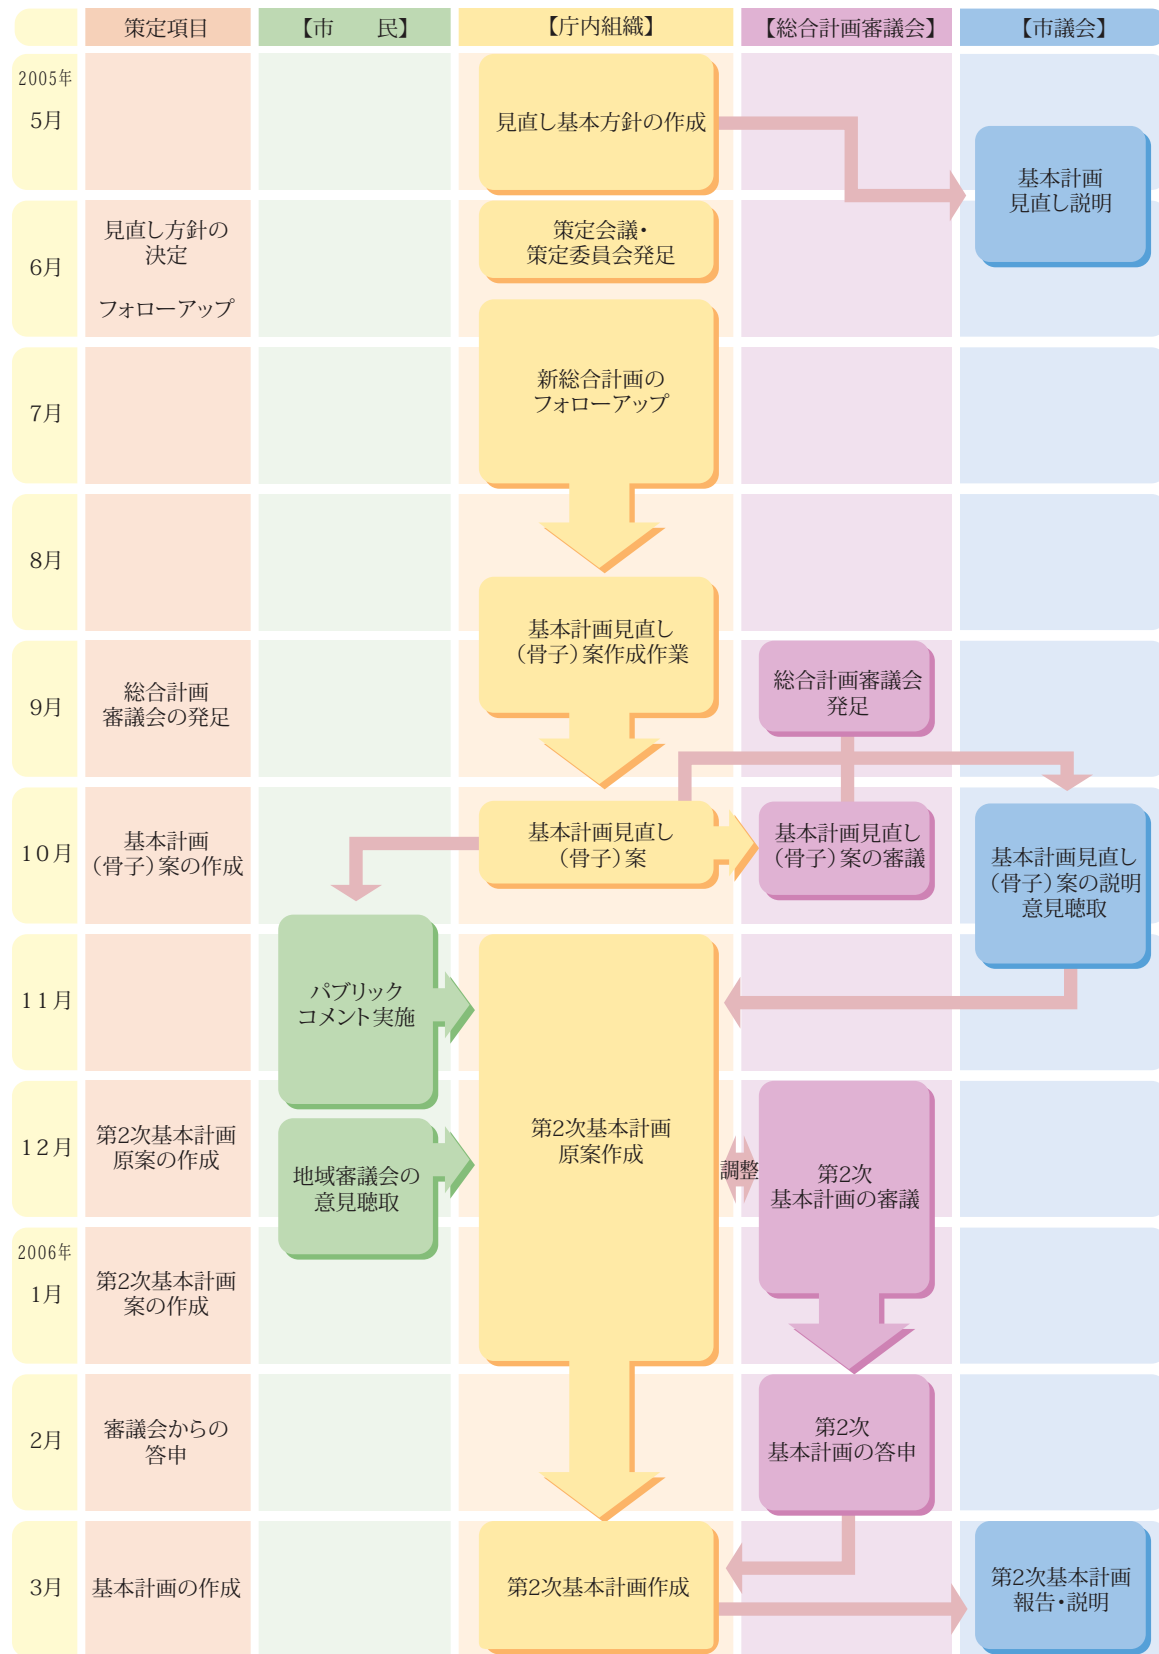 策定項目
【市　　民】
【庁内組織】
【総合計画審議会】
【市議会】
2005年
5月
見直し基本方針の作成
基本計画
見直し説明
6月
見直し方針の
決定
フォローアップ
策定会議・
策定委員会発足
7月
新総合計画の
フォローアップ
8月
基本計画見直し
（骨子）案作成作業
9月
総合計画
審議会の発足
総合計画審議会
発足
10月
基本計画
（骨子）案の作成
基本計画見直し
（骨子）案
基本計画見直し
（骨子）案の審議
基本計画見直し
（骨子）案の説明
意見聴取
11月
パブリック
コメント実施
12月
第2次基本計画
原案の作成
地域審議会の
意見聴取
第2次基本計画
原案作成
調整
第2次
基本計画の審議
2006年
1月
第2次基本計画
案の作成
2月
審議会からの
答申
第2次
基本計画の答申
3月
基本計画の作成
第2次基本計画作成
第2次基本計画
報告・説明